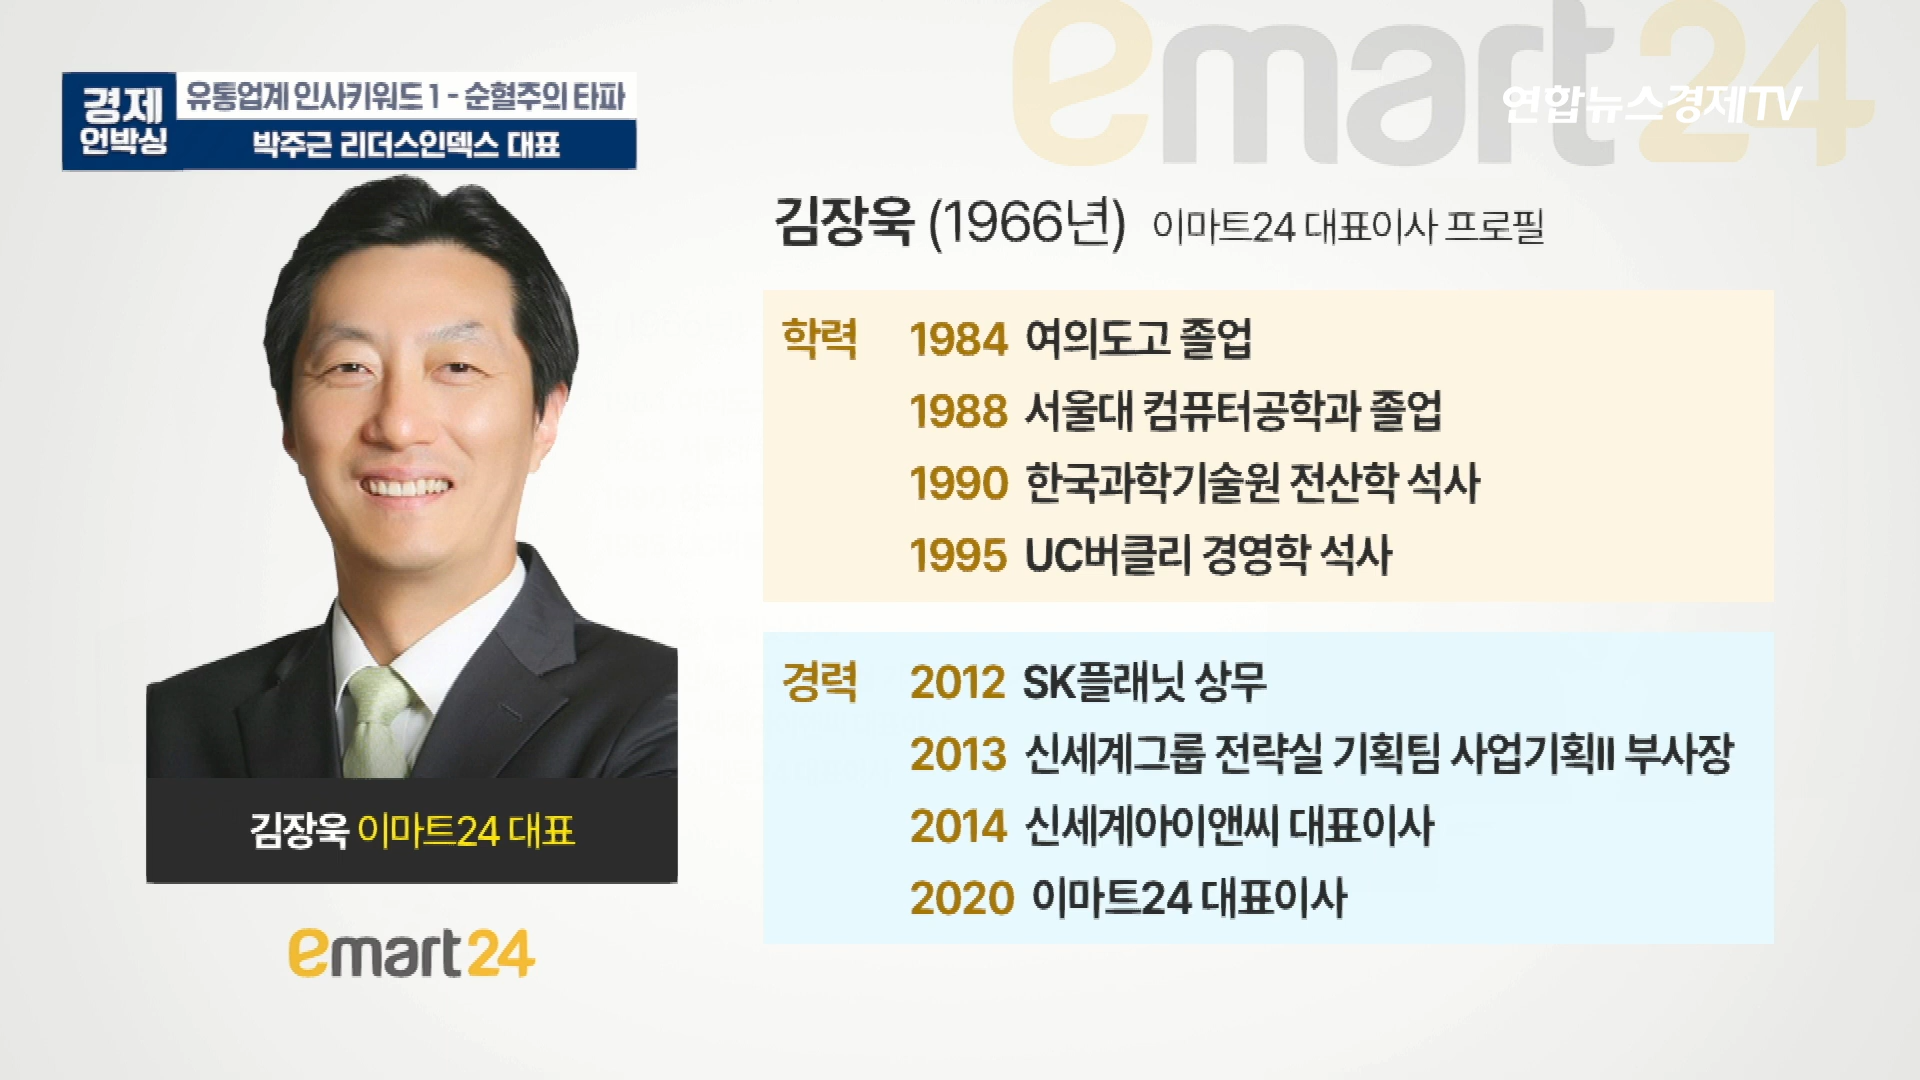 emart24
연합뉴스경제TV
경제
언박싱
유통업계 인사키워드 1 - 순혈주의 타파
박주근 리더스인덱스 대표
김장욱 (1966년) 이마트24 대표이사 프로필
학력 1984 여의도고 졸업
1988 서울대 컴퓨터공학과 졸업
1990 한국과학기술원 전산학 석사
1995 UC버클리 경영학 석사
경력 2012 SK플래닛 상무
2013 신세계그룹 전략실 기획팀 사업기획II 부사장
2014 신세계아이앤씨 대표이사
2020 이마트24 대표이사
김장욱 이마트24 대표
emart24